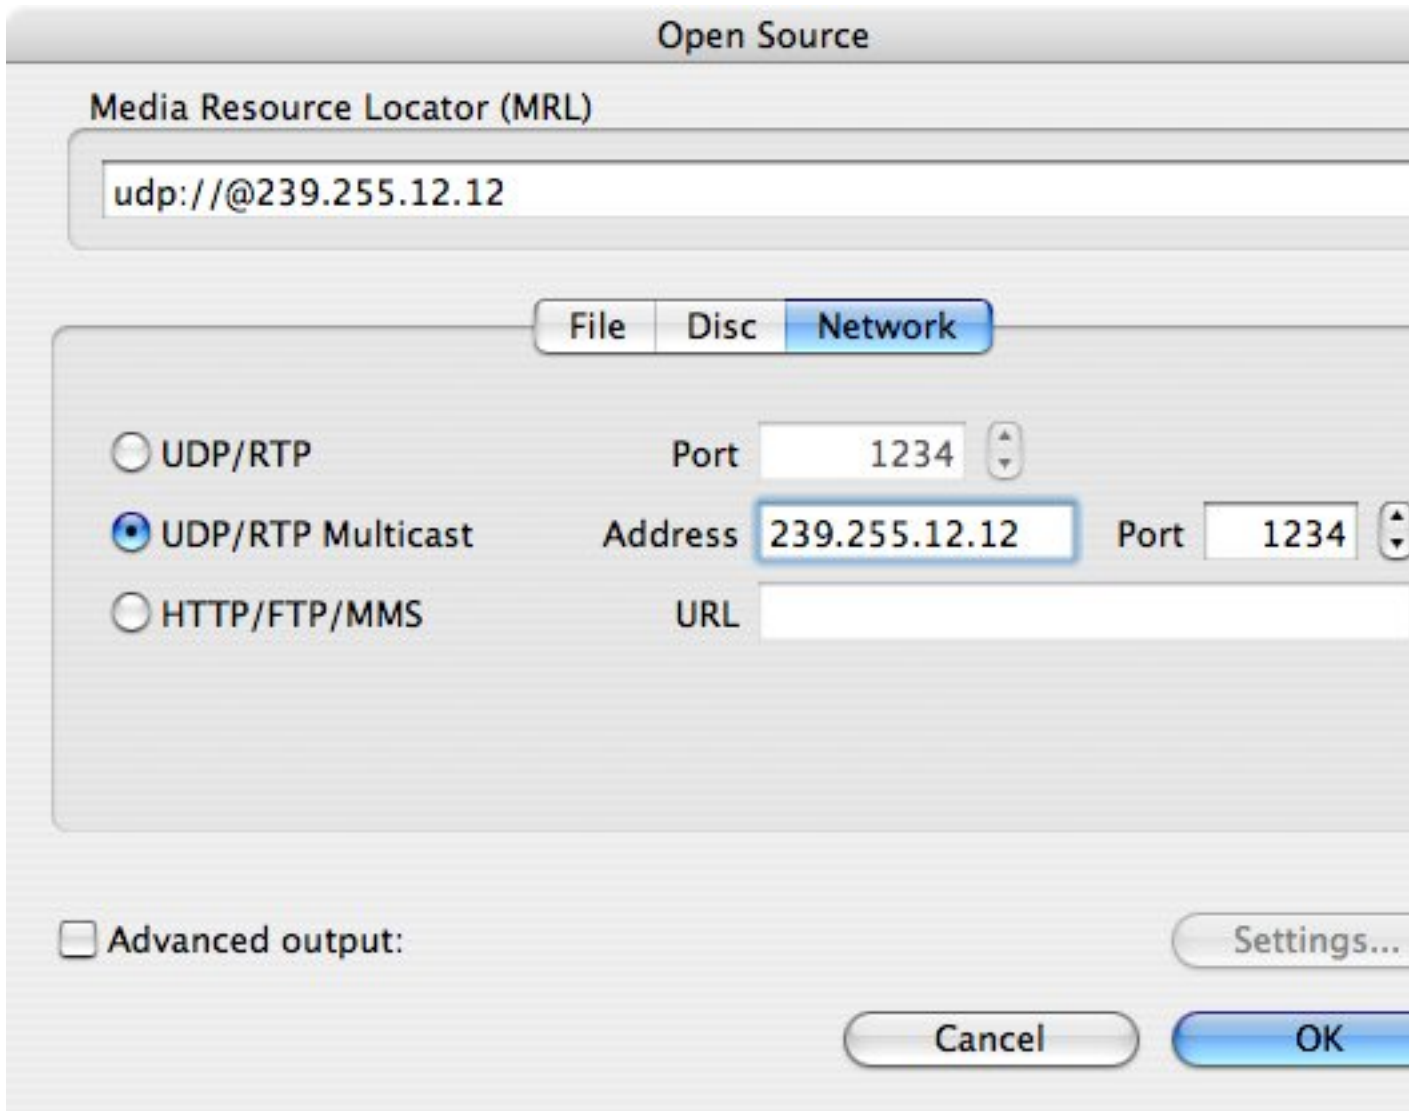 Open Source
Media Resource Locator (MRL)
udp://@239.255.12.12
File Disc Network
UDP/RTP Port 1234
UDP/RTP Multicast Address 239.255.12.12 Port 1234
HTTP/FTP/MMS URL
Advanced output: Settings...
Cancel OK